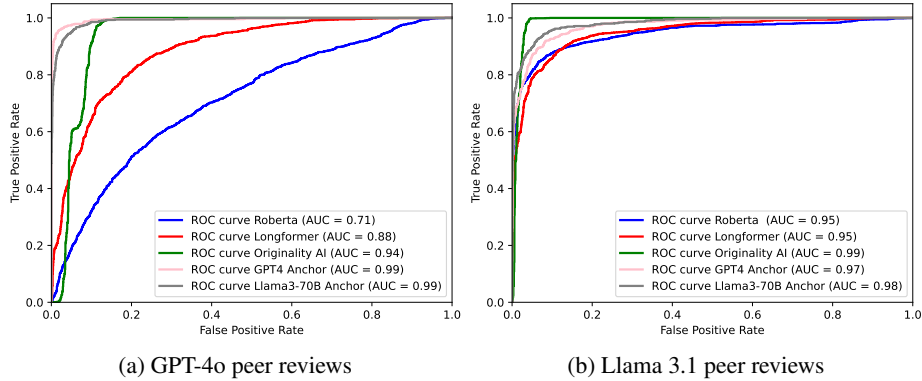 1.0
0.8
0.6
0.4
0.2
0.0
True Positive Rate
0.0 0.2 0.4 0.6 0.8 1.0
False Positive Rate
ROC curve Roberta (AUC = 0.71)
ROC curve Longformer (AUC = 0.88)
ROC curve Originality AI (AUC = 0.94)
ROC curve GPT4 Anchor (AUC = 0.99)
ROC curve Llama3-70B Anchor (AUC = 0.99)
(a) GPT-4o peer reviews
1.0
0.8
0.6
0.4
0.2
0.0
True Positive Rate
0.0 0.2 0.4 0.6 0.8 1.0
False Positive Rate
ROC curve Roberta (AUC = 0.95)
ROC curve Longformer (AUC = 0.95)
ROC curve Originality AI (AUC = 0.99)
ROC curve GPT4 Anchor (AUC = 0.97)
ROC curve Llama3-70B Anchor (AUC = 0.98)
(b) Llama 3.1 peer reviews